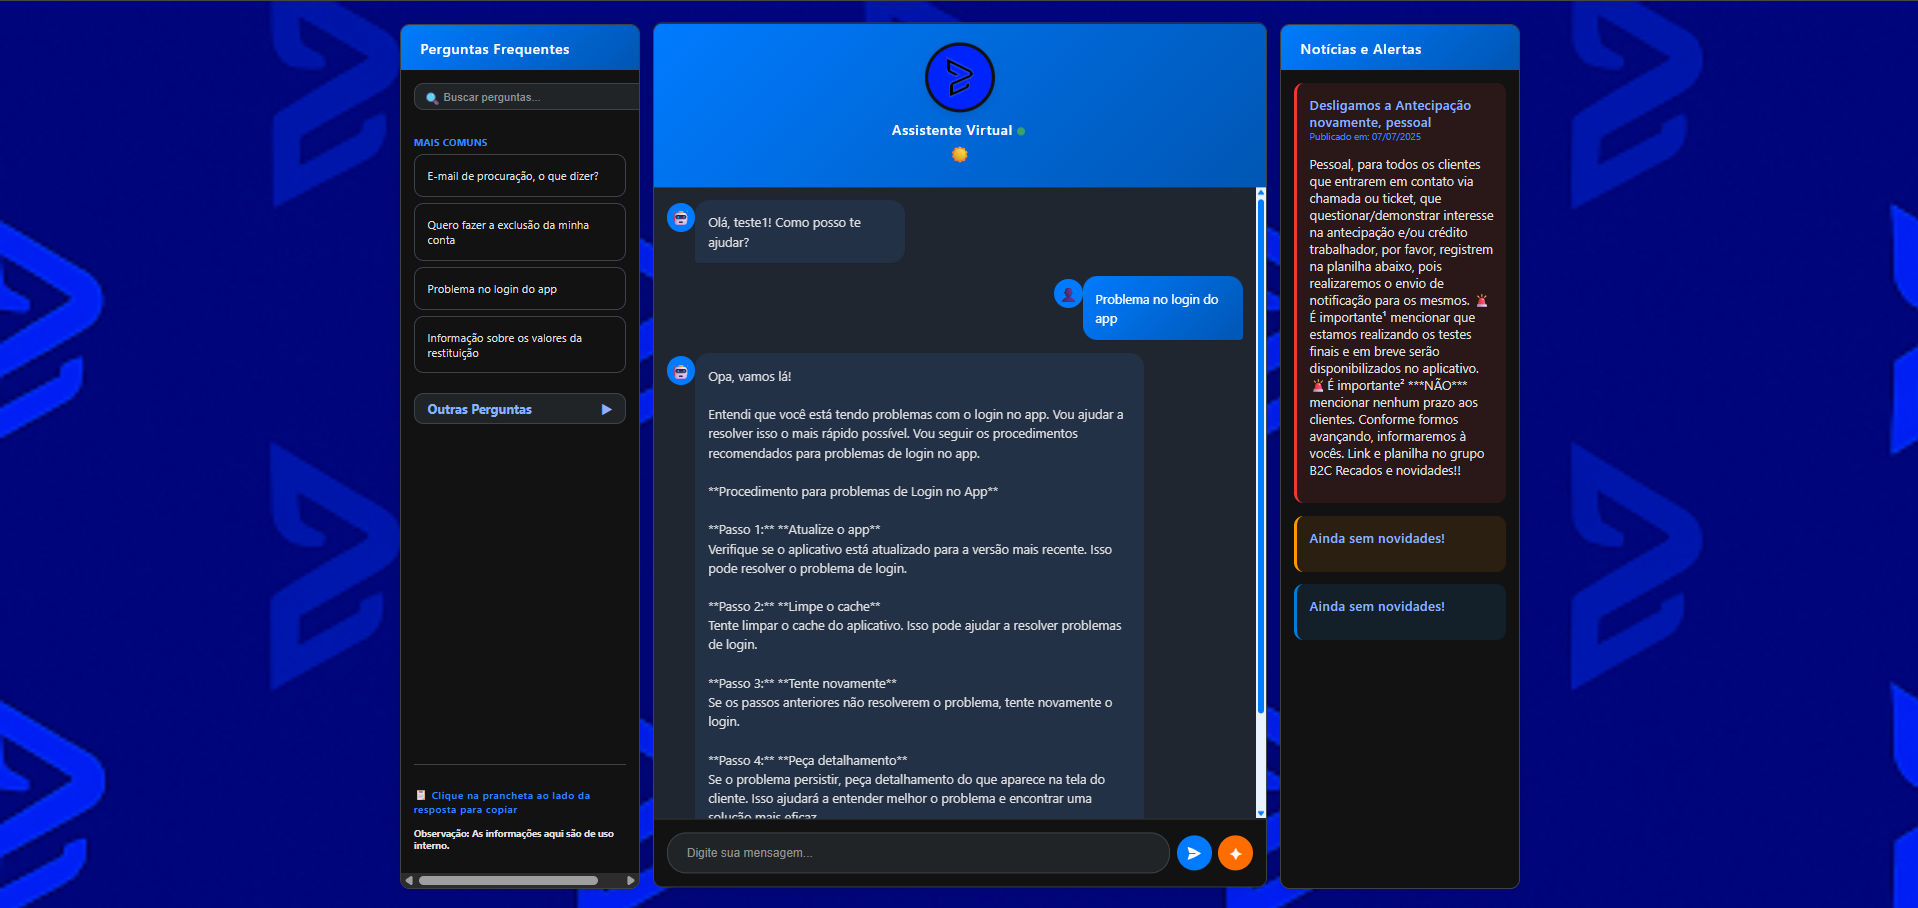 Perguntas Frequentes
Buscar perguntas...
MAIS COMUNS
E-mail de procuração, o que dizer?
Quero fazer a exclusão da minha
conta
Problema no login do app
Informação sobre os valores da
restituição
Outras Perguntas
Clique na prancheta ao lado da
resposta para copiar
Observação: As informações aqui são de uso
interno.
Assistente Virtual
Olá, teste1! Como posso te
ajudar?
Problema no login do
app
Opa, vamos lá!
Entendi que você está tendo problemas com o login no app. Vou ajudar a
resolver isso o mais rápido possível. Vou seguir os procedimentos
recomendados para problemas de login no app.
**Procedimento para problemas de Login no App**
**Passo 1:** **Atualize o app**
Verifique se o aplicativo está atualizado para a versão mais recente. Isso
pode resolver o problema de login.
**Passo 2:** **Limpe o cache**
Tente limpar o cache do aplicativo. Isso pode ajudar a resolver problemas
de login.
**Passo 3:** **Tente novamente**
Se os passos anteriores não resolverem o problema, tente novamente o
login.
**Passo 4:** **Peça detalhamento**
Se o problema persistir, peça detalhamento do que aparece na tela do
cliente. Isso ajudará a entender melhor o problema e encontrar uma
solução mais eficaz.
Digite sua mensagem...
Notícias e Alertas
Desligamos a Antecipação
novamente, pessoal
Publicado em: 07/07/2025
Pessoal, para todos os clientes
que entrarem em contato via
chamada ou ticket, que
questionar/demonstrar interesse
na antecipação e/ou crédito
trabalhador, por favor, registrem
na planilha abaixo, pois
realizaremos o envio de
notificação para os mesmos. 🚨
É importante¹ mencionar que
estamos realizando os testes
finais e em breve serão
disponibilizados no aplicativo.
🚨É importante² ***NÃO***
mencionar nenhum prazo aos
clientes. Conforme formos
avançando, informaremos à
vocês. Link e planilha no grupo
B2C Recados e novidades!!
Ainda sem novidades!
Ainda sem novidades!